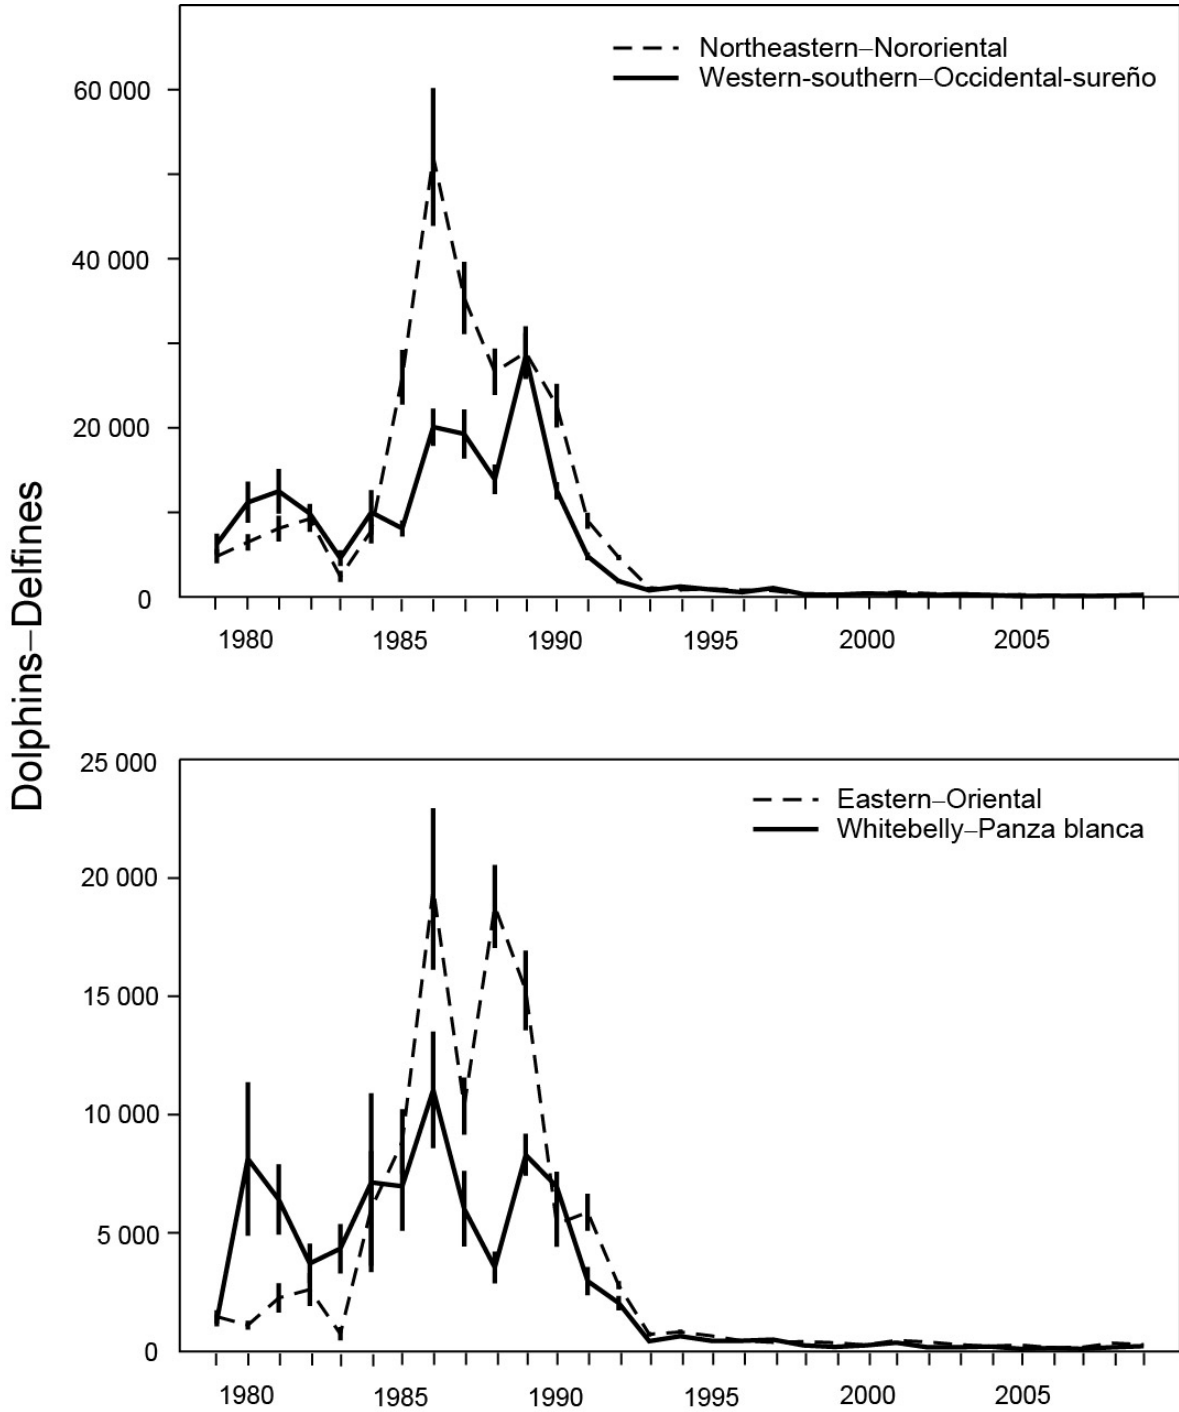 Dolphins–Delfines
Northeastern–Nororiental
Western-southern–Occidental-sureño
60 000
40 000
20 000
0
1980 1985 1990 1995 2000 2005
25 000
Eastern–Oriental
Whitebelly–Panza blanca
20 000
15 000
10 000
5 000
0
1980 1985 1990 1995 2000 2005